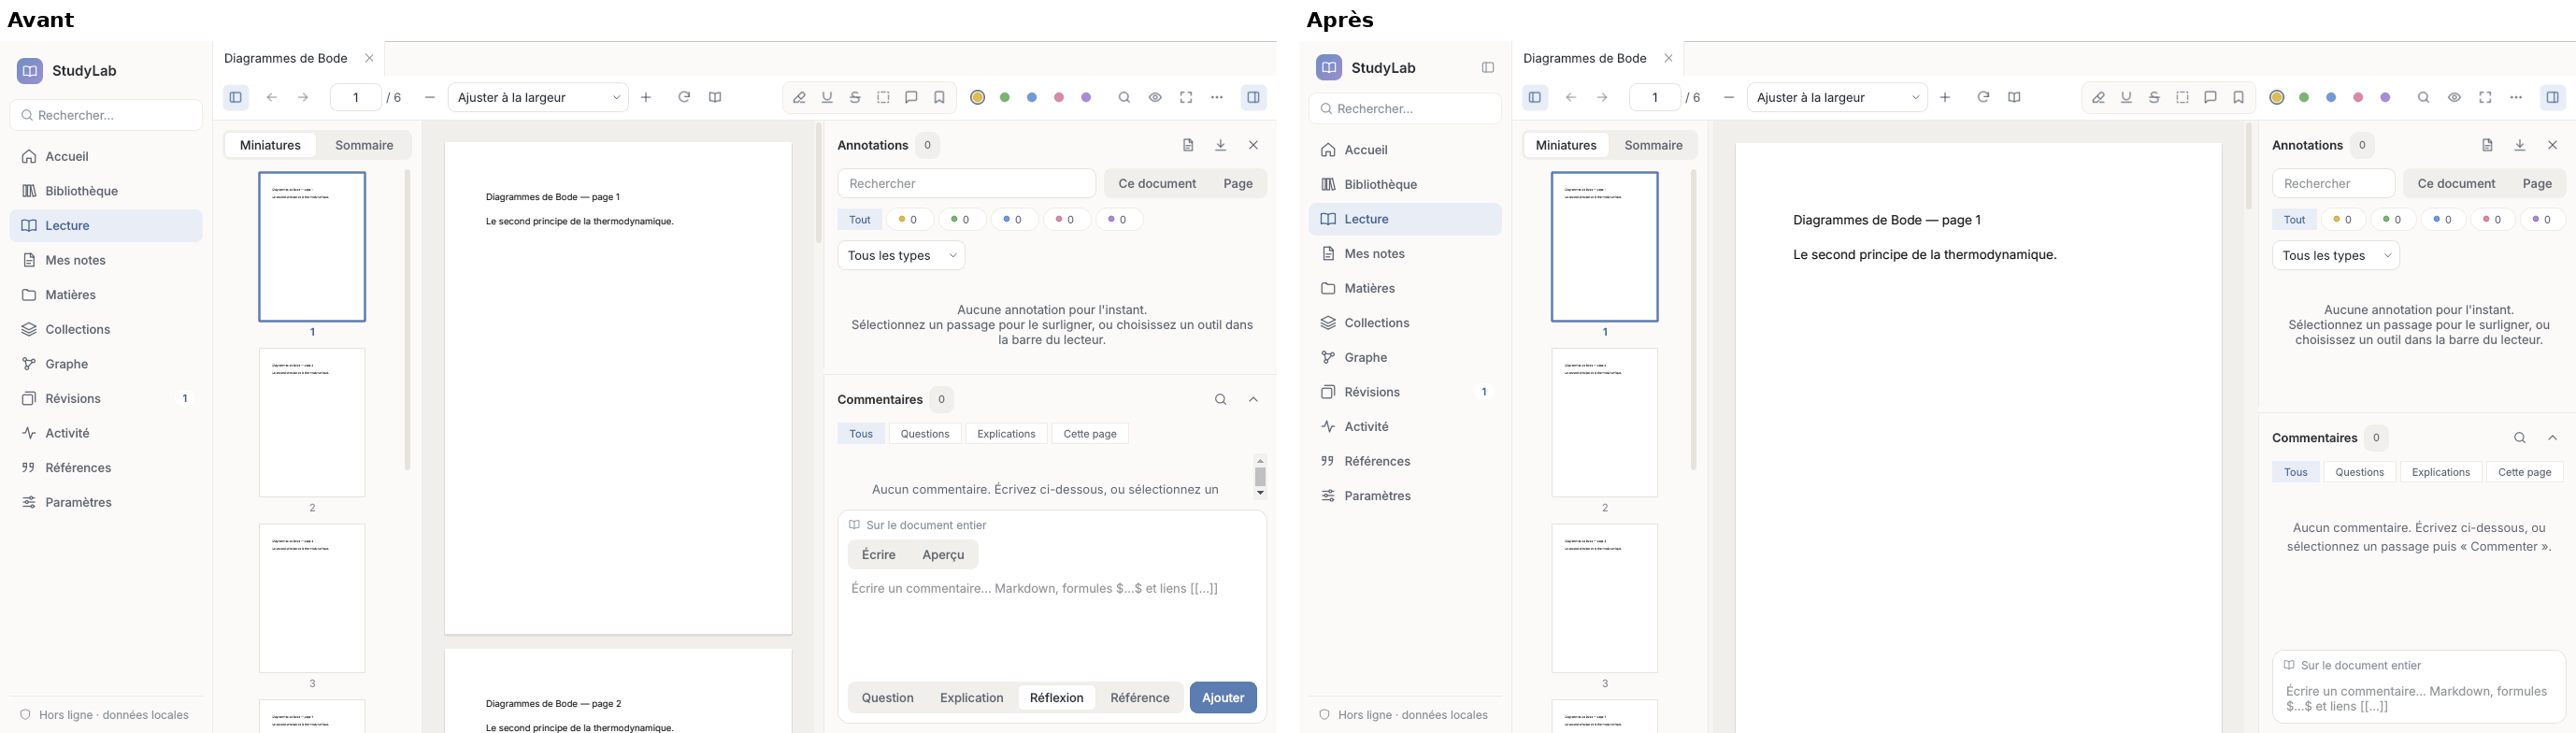 Avant
StudyLab
Rechercher...
Accueil
Bibliothèque
Lecture
Mes notes
Matières
Collections
Graphe
Révisions 1
Activité
Références
Paramètres
Hors ligne · données locales
Diagrammes de Bode
1 / 6
Ajuster à la largeur
Miniatures Sommaire
1
2
3
Diagrammes de Bode — page 1
Le second principe de la thermodynamique.
Diagrammes de Bode — page 2
Le second principe de la thermodynamique.
Annotations 0
Rechercher Ce document Page
Tout 0 0 0 0 0
Tous les types
Aucune annotation pour l'instant.
Sélectionnez un passage pour le surligner, ou choisissez un outil dans
la barre du lecteur.
Commentaires 0
Tous Questions Explications Cette page
Aucun commentaire. Écrivez ci-dessous, ou sélectionnez un
Sur le document entier
Écrire Aperçu
Écrire un commentaire... Markdown, formules $...$ et liens [[...]]
Question Explication Réflexion Référence Ajouter
Après
StudyLab
Rechercher...
Accueil
Bibliothèque
Lecture
Mes notes
Matières
Collections
Graphe
Révisions 1
Activité
Références
Paramètres
Hors ligne · données locales
Diagrammes de Bode
1 / 6
Ajuster à la largeur
Miniatures Sommaire
1
2
3
Diagrammes de Bode — page 1
Le second principe de la thermodynamique.
Annotations 0
Rechercher Ce document Page
Tout 0 0 0 0 0
Tous les types
Aucune annotation pour l'instant.
Sélectionnez un passage pour le surligner, ou
choisissez un outil dans la barre du lecteur.
Commentaires 0
Tous Questions Explications Cette page
Aucun commentaire. Écrivez ci-dessous, ou
sélectionnez un passage puis « Commenter ».
Sur le document entier
Écrire un commentaire... Markdown, formules
$...$ et liens [[...]]